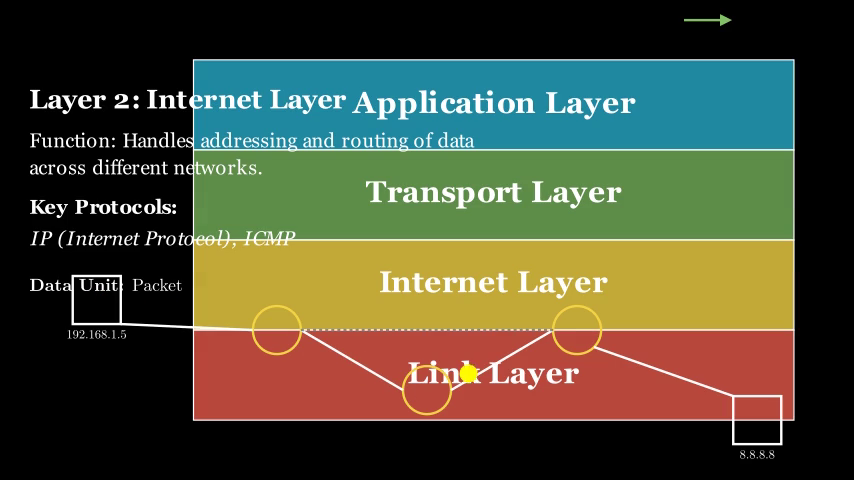 Layer 2: Internet Layer
Function: Handles addressing and routing of data
across different networks.
Key Protocols:
IP (Internet Protocol), ICMP
Data Unit: Packet
192.168.1.5
Application Layer
Transport Layer
Internet Layer
Link Layer
8.8.8.8